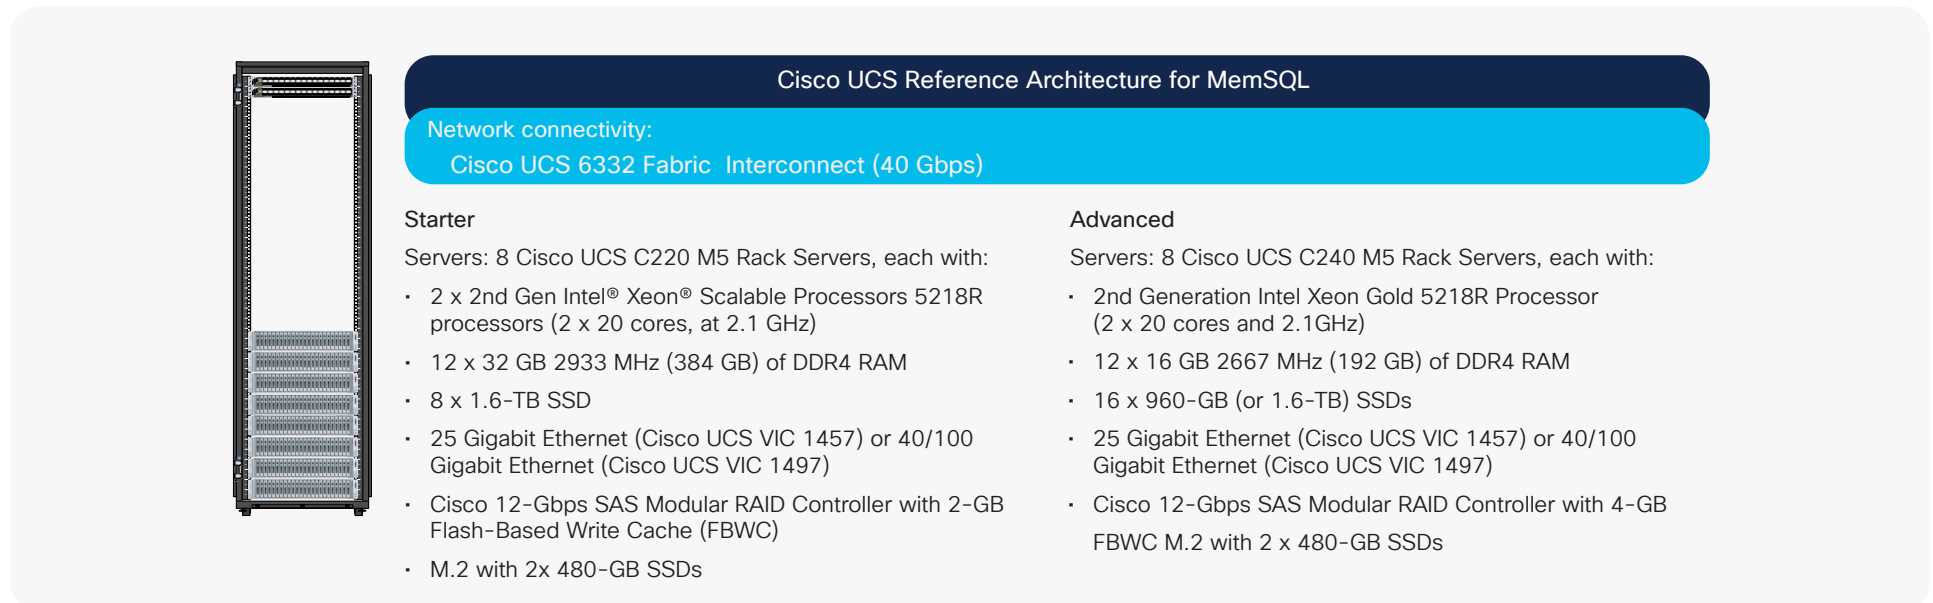 Cisco UCS Reference Architecture for MemSQL
Network connectivity:
Cisco UCS 6332 Fabric Interconnect (40 Gbps)
Starter
Servers: 8 Cisco UCS C220 M5 Rack Servers, each with:
• 2 x 2nd Gen Intel® Xeon® Scalable Processors 5218R
processors (2 x 20 cores, at 2.1 GHz)
• 12 x 32 GB 2933 MHz (384 GB) of DDR4 RAM
• 8 x 1.6-TB SSD
• 25 Gigabit Ethernet (Cisco UCS VIC 1457) or 40/100
Gigabit Ethernet (Cisco UCS VIC 1497)
• Cisco 12-Gbps SAS Modular RAID Controller with 2-GB
Flash-Based Write Cache (FBWC)
• M.2 with 2x 480-GB SSDs
Advanced
Servers: 8 Cisco UCS C240 M5 Rack Servers, each with:
• 2nd Generation Intel Xeon Gold 5218R Processor
(2 x 20 cores and 2.1GHz)
• 12 x 16 GB 2667 MHz (192 GB) of DDR4 RAM
• 16 x 960-GB (or 1.6-TB) SSDs
• 25 Gigabit Ethernet (Cisco UCS VIC 1457) or 40/100
Gigabit Ethernet (Cisco UCS VIC 1497)
• Cisco 12-Gbps SAS Modular RAID Controller with 4-GB
FBWC M.2 with 2 x 480-GB SSDs